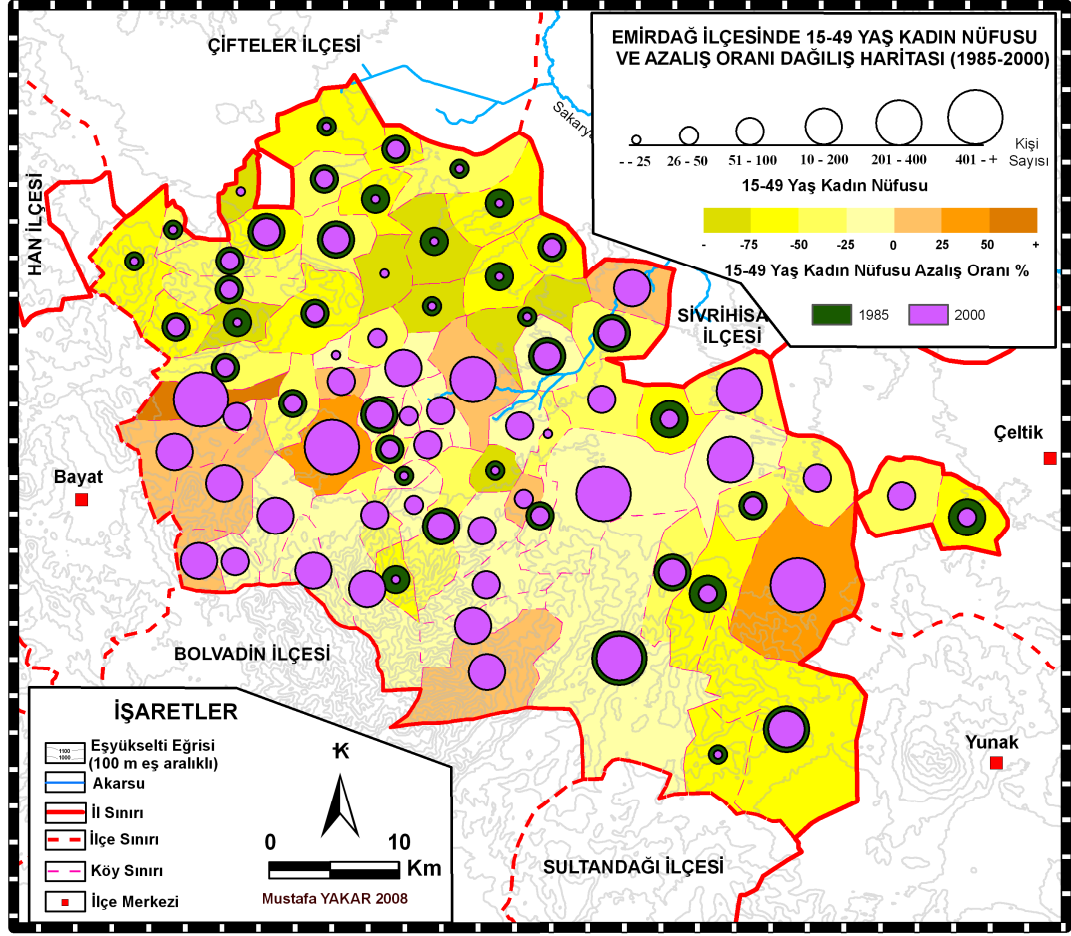 ÇİFTELER İLÇESİ
EMİRDAĞ İLÇESİNDE 15-49 YAŞ KADIN NÜFUSU
VE AZALIŞ ORANI DAĞILIŞ HARİTASI (1985-2000)
- - 25
26 - 50
51 - 100
10 - 200
201 - 400
401 - +
Kişi
Sayısı
15-49 Yaş Kadın Nüfusu
-
-75
-50
-25
0
25
50
+
15-49 Yaş Kadın Nüfusu Azalış Oranı %
1985
2000
Sakarya
HAN İLÇESİ
SİVRİHİSA
İLÇESİ
Çeltik
Bayat
BOLVADİN İLÇESİ
Yunak
SULTANDAĞI İLÇESİ
İŞARETLER
1100
1000
Eşyükselti Eğrisi
(100 m eş aralıklı)
Akarsu
İl Sınırı
İlçe Sınırı
Köy Sınırı
İlçe Merkezi
K
0
10
Km
Mustafa YAKAR 2008